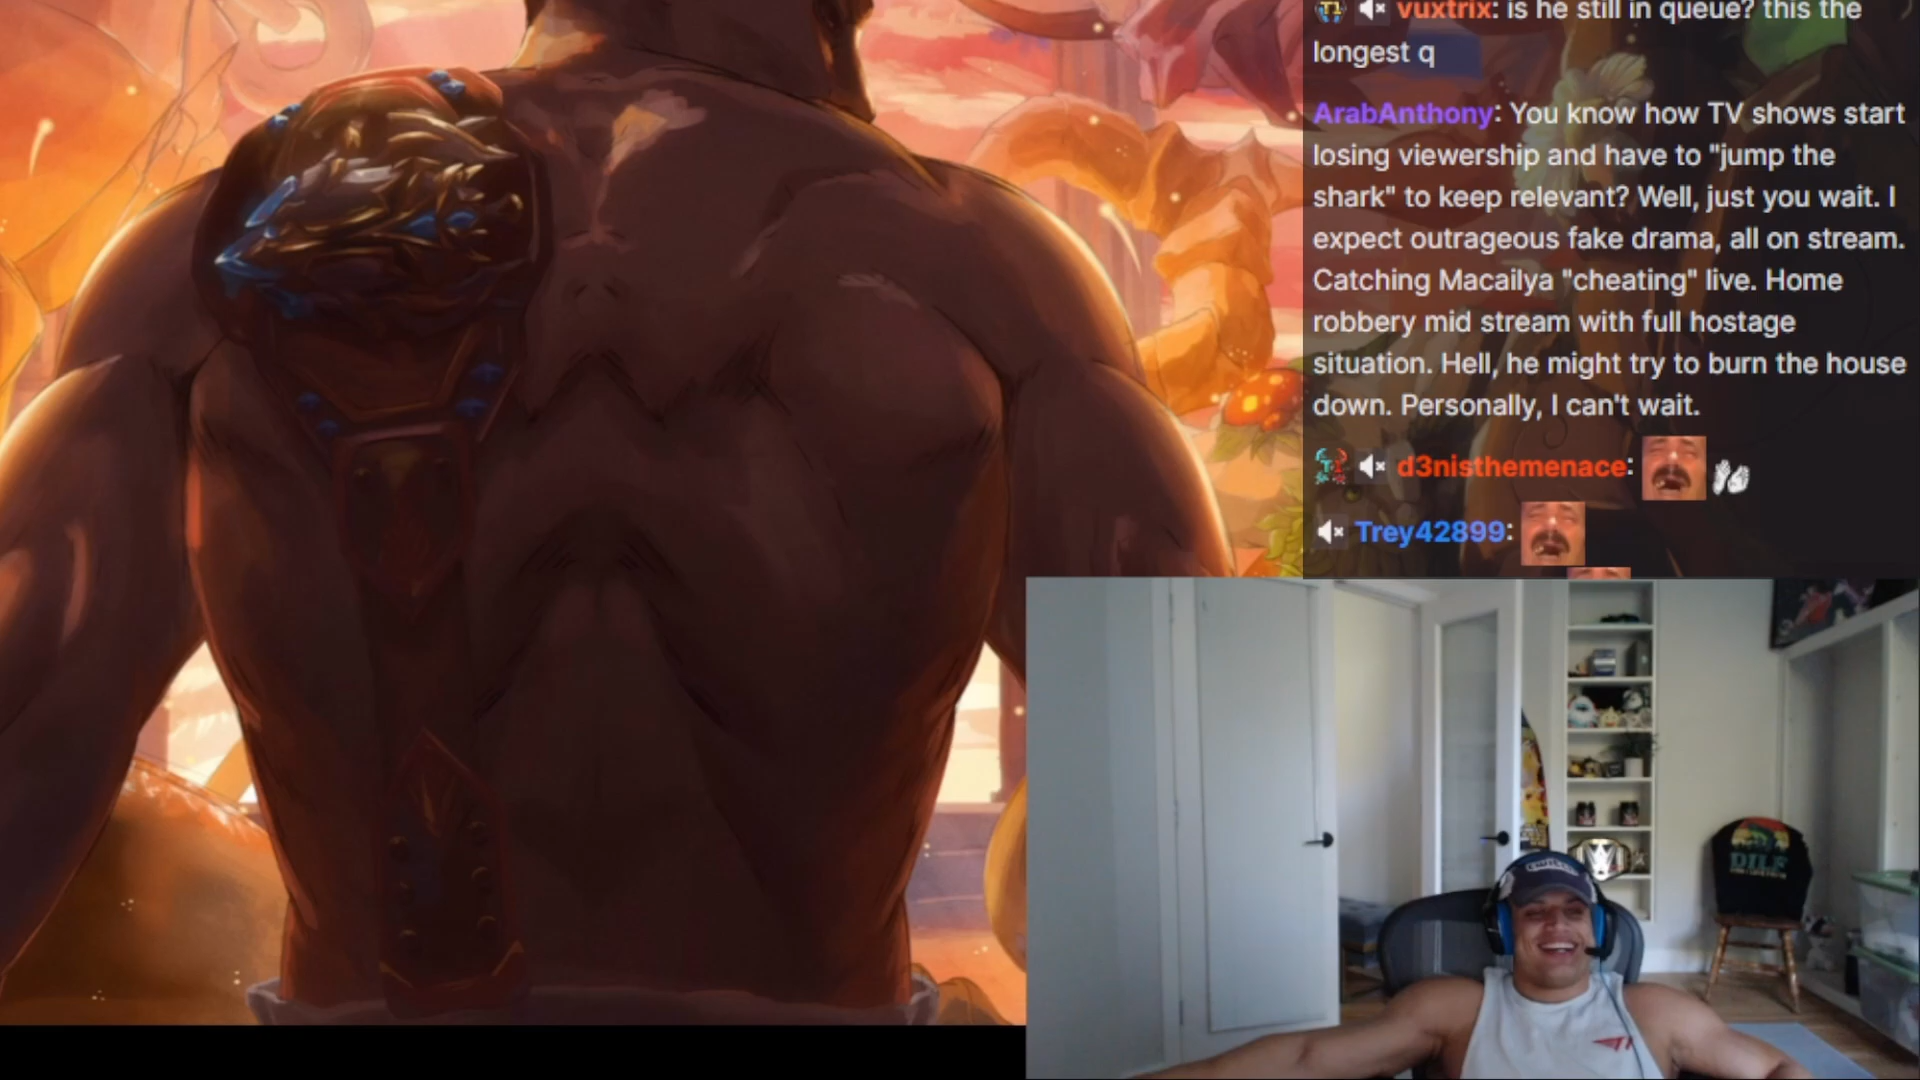 vuxtrix: is he still in queue? this the
longest q
ArabAnthony: You know how TV shows start
losing viewership and have to "jump the
shark" to keep relevant? Well, just you wait. I
expect outrageous fake drama, all on stream.
Catching Macailya "cheating" live. Home
robbery mid stream with full hostage
situation. Hell, he might try to burn the house
down. Personally, I can't wait.
d3nisthemenace:
Trey42899:
DILF
T1